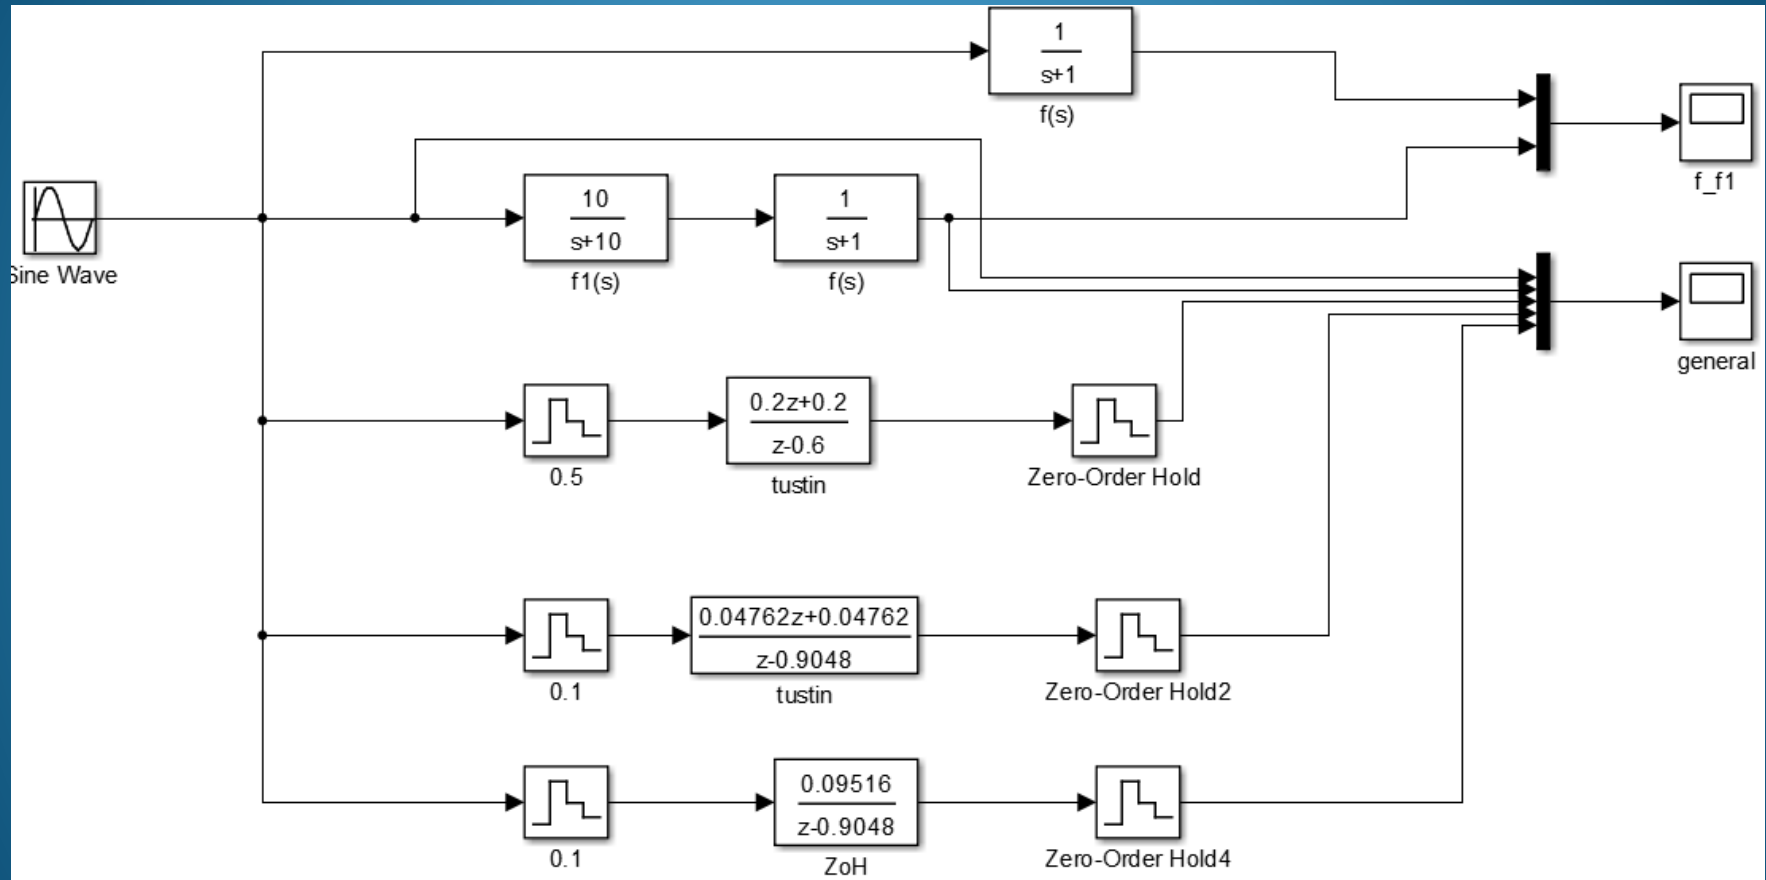 1
s+1
f(s)
f_f1
Sine Wave
10
s+10
f1(s)
1
s+1
f(s)
general
0.5
0.2z+0.2
z-0.6
tustin
Zero-Order Hold
0.1
0.04762z+0.04762
z-0.9048
tustin
Zero-Order Hold2
0.1
0.09516
z-0.9048
ZoH
Zero-Order Hold4